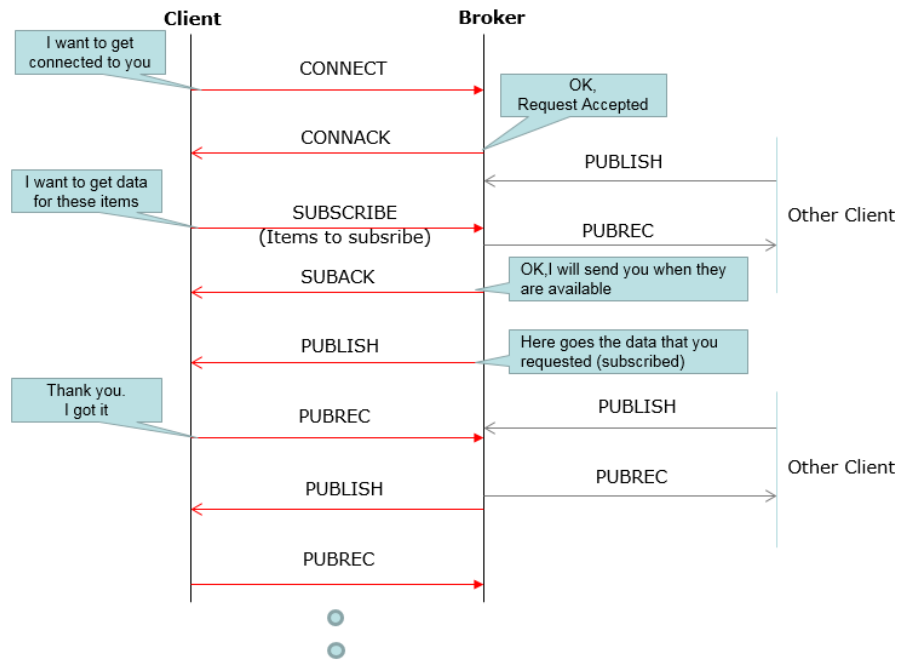 Client
Broker
I want to get
connected to you
CONNECT
OK,
Request Accepted
CONNACK
PUBLISH
I want to get data
for these items
SUBSCRIBE
(Items to subsribe)
Other Client
PUBREC
SUBACK
OK,I will send you when they
are available
PUBLISH
Here goes the data that you
requested (subscribed)
Thank you.
I got it
PUBREC
PUBLISH
Other Client
PUBREC
PUBLISH
PUBREC